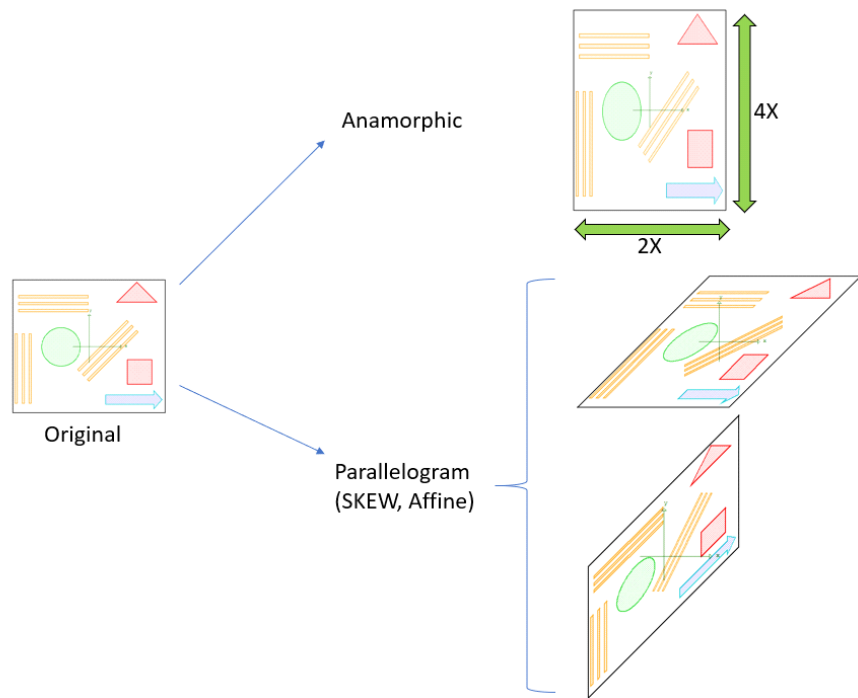 Anamorphic
4X
2X
Original
Parallelogram
(SKEW, Affine)